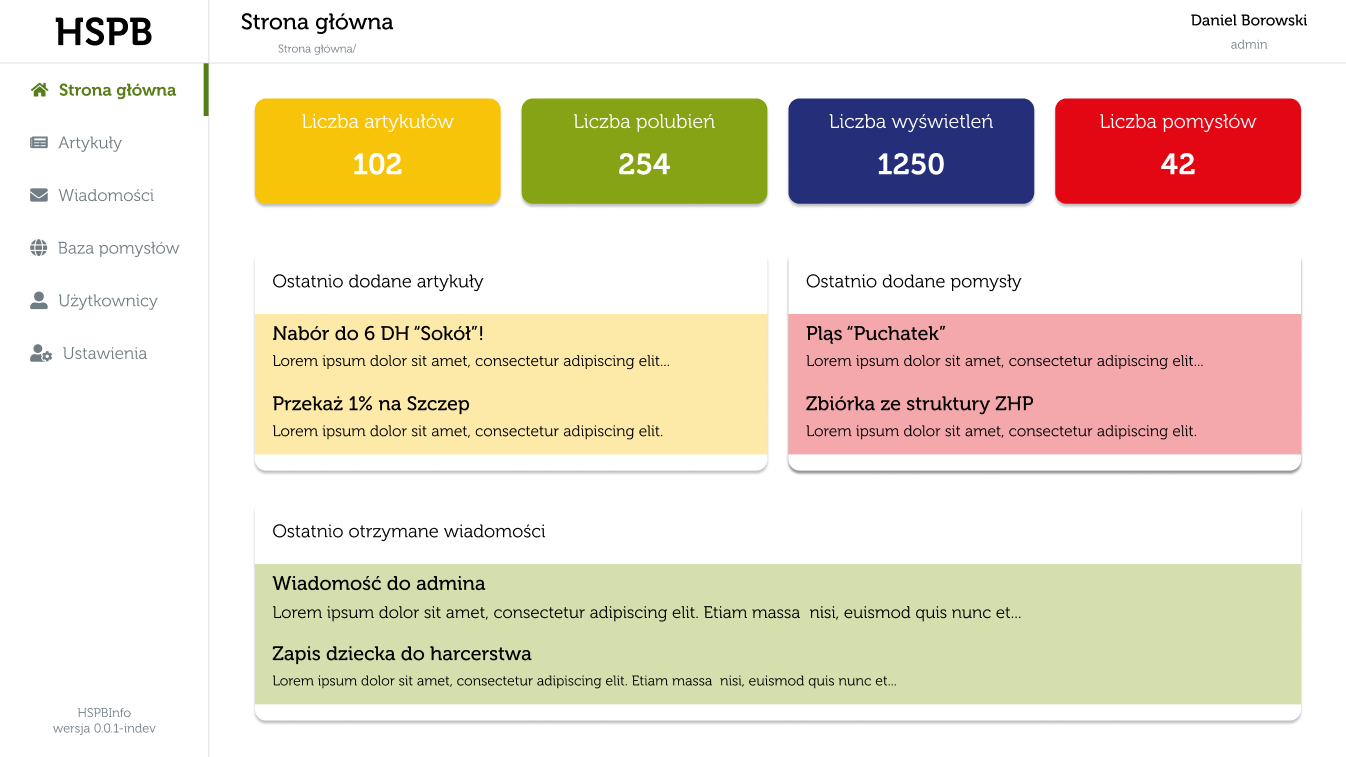 HSPB
Strona główna
Strona główna/
Daniel Borowski
admin
Strona główna
Artykuły
Wiadomości
Baza pomysłów
Użytkownicy
Ustawienia
HSPBInfo
wersja 0.0.1-indev
Liczba artykułów
102
Liczba polubień
254
Liczba wyświetleń
1250
Liczba pomysłów
42
Ostatnio dodane artykuły
Nabór do 6 DH “Sokół”!
Lorem ipsum dolor sit amet, consectetur adipiscing elit...
Przekaż 1% na Szczep
Lorem ipsum dolor sit amet, consectetur adipiscing elit.
Ostatnio dodane pomysły
Pląs “Puchatek”
Lorem ipsum dolor sit amet, consectetur adipiscing elit...
Zbiórka ze struktury ZHP
Lorem ipsum dolor sit amet, consectetur adipiscing elit.
Ostatnio otrzymane wiadomości
Wiadomość do admina
Lorem ipsum dolor sit amet, consectetur adipiscing elit. Etiam massa  nisi, euismod quis nunc et...
Zapis dziecka do harcerstwa
Lorem ipsum dolor sit amet, consectetur adipiscing elit. Etiam massa  nisi, euismod quis nunc et...